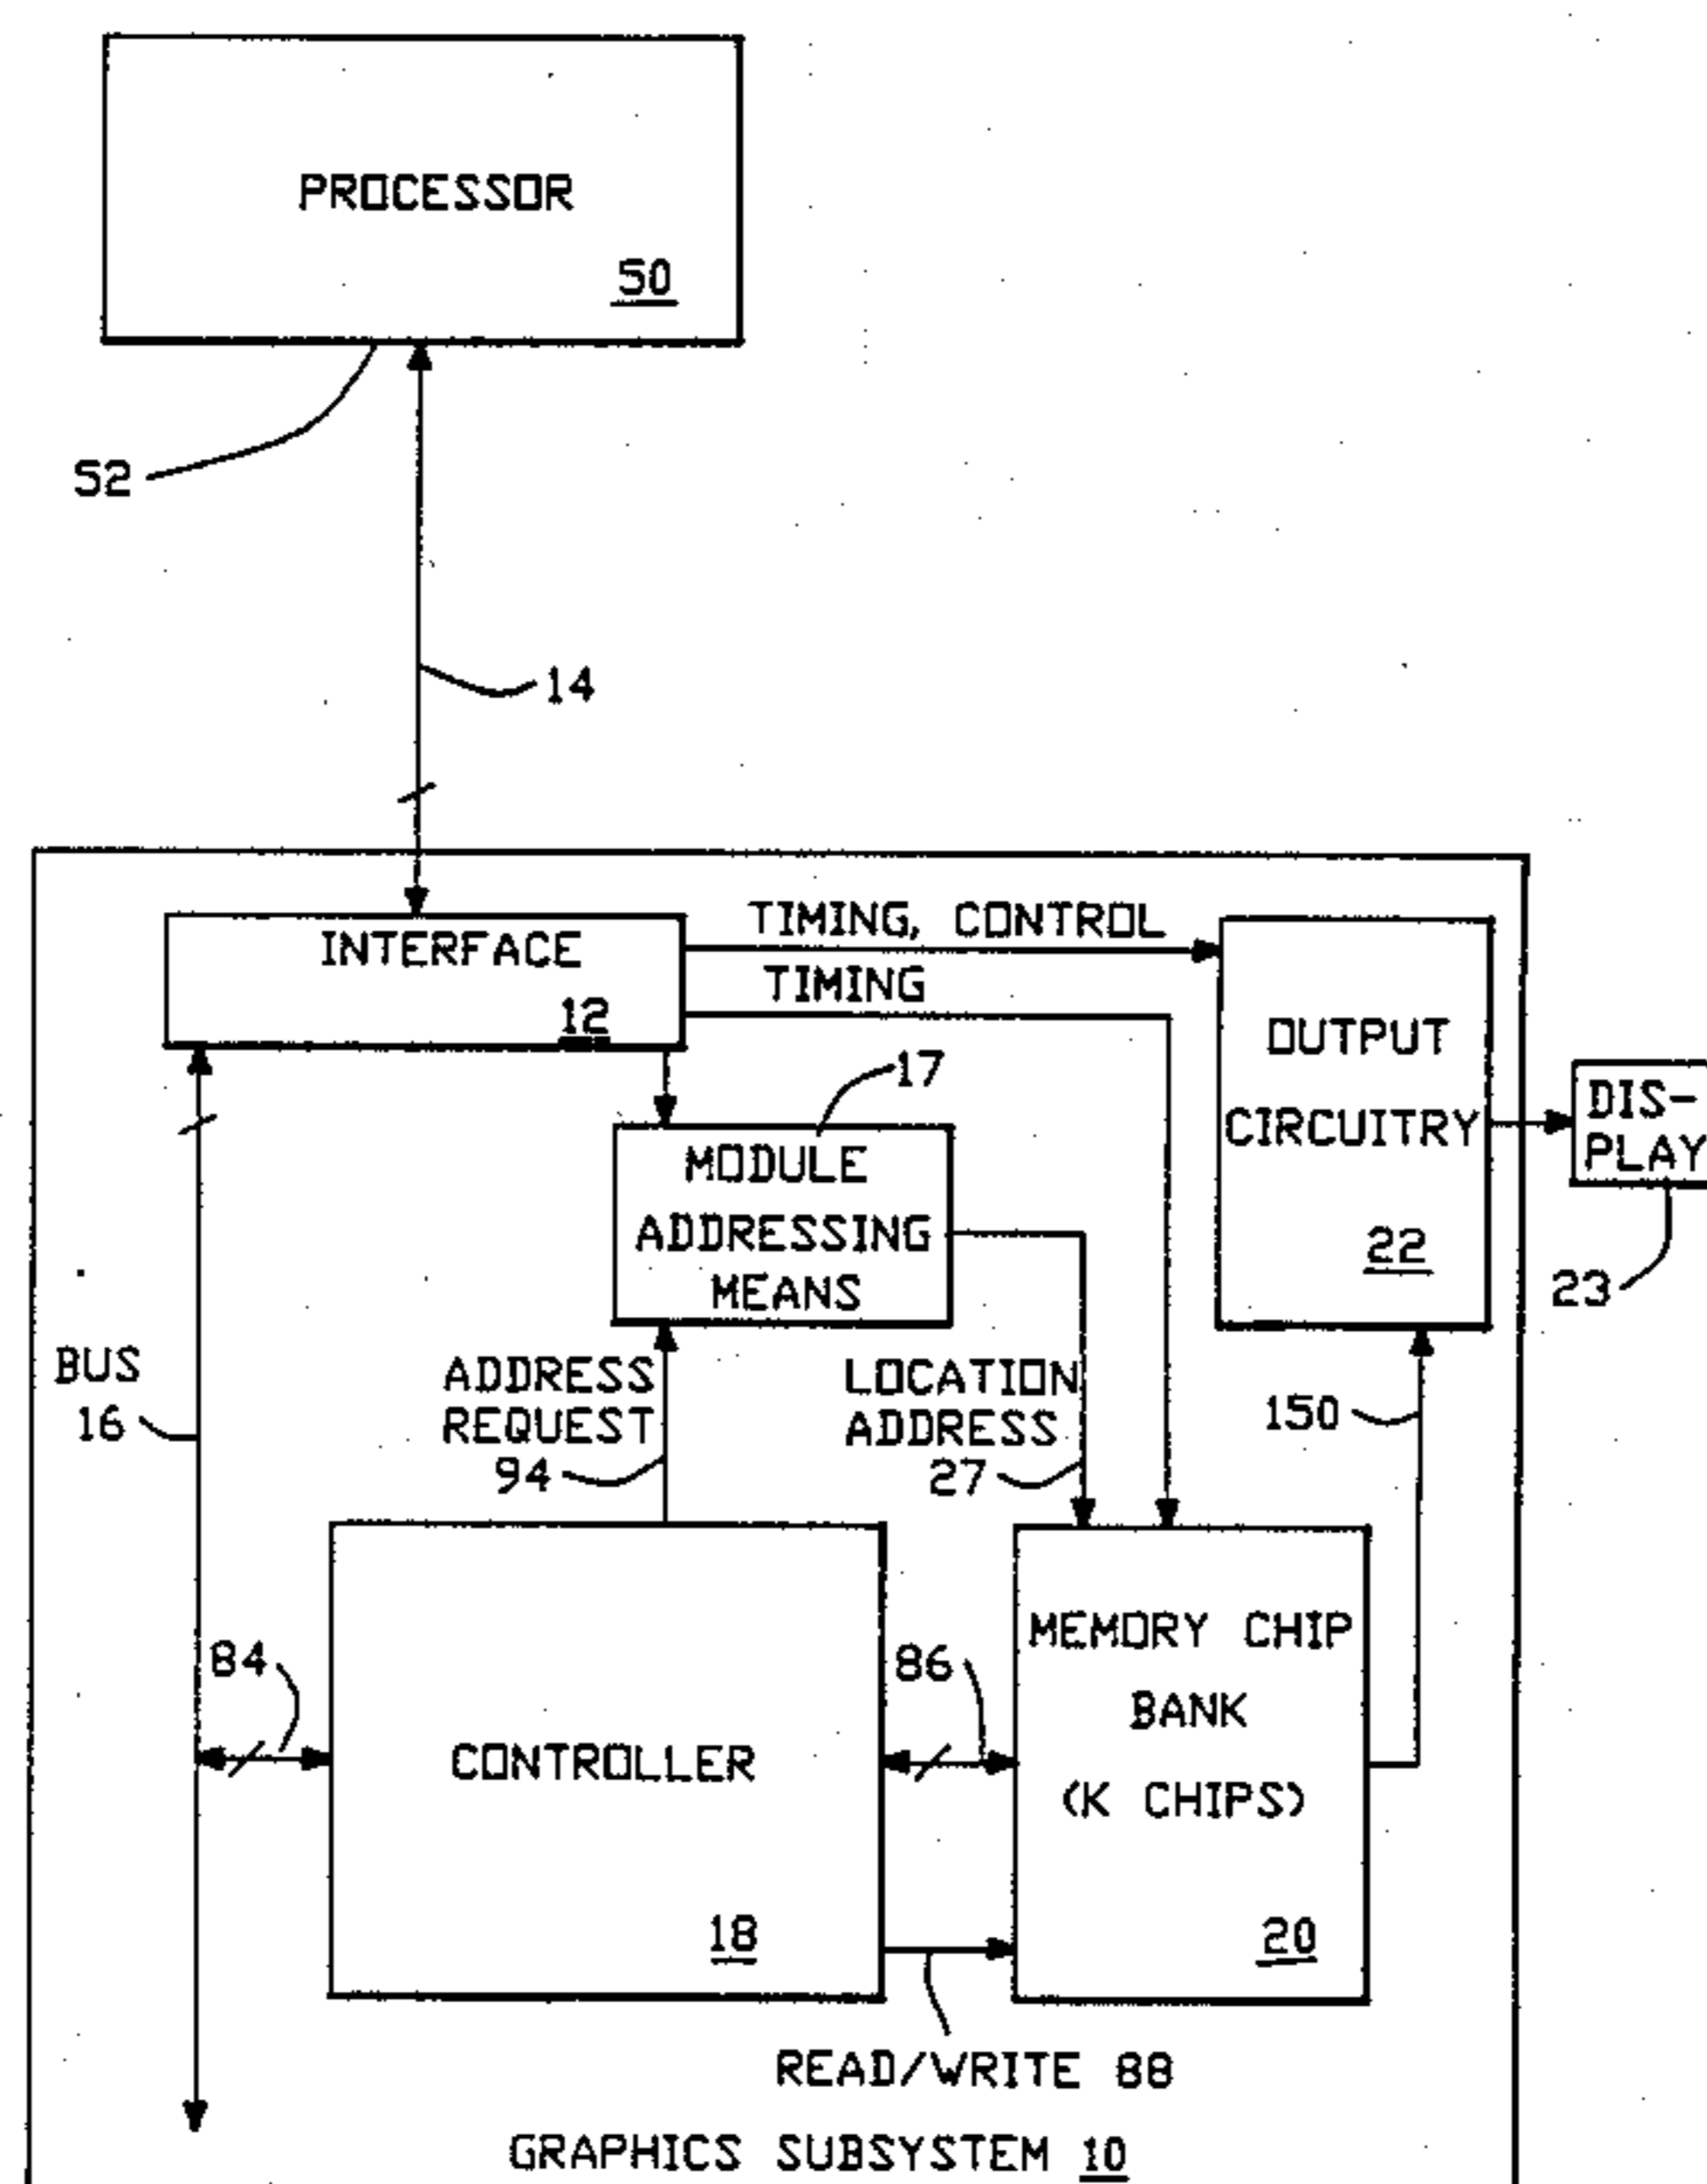 PROCESSOR
50
52
14
INTERFACE
12
TIMING, CONTROL
TIMING
OUTPUT
CIRCUITRY
22
DIS-
PLAY
23
17
MODULE
ADDRESSING
MEANS
BUS
16
ADDRESS
REQUEST
94
LOCATION
ADDRESS
27
150
84
CONTROLLER
18
86
MEMORY CHIP
BANK
(K CHIPS)
20
READ/WRITE 88
GRAPHICS SUBSYSTEM 10